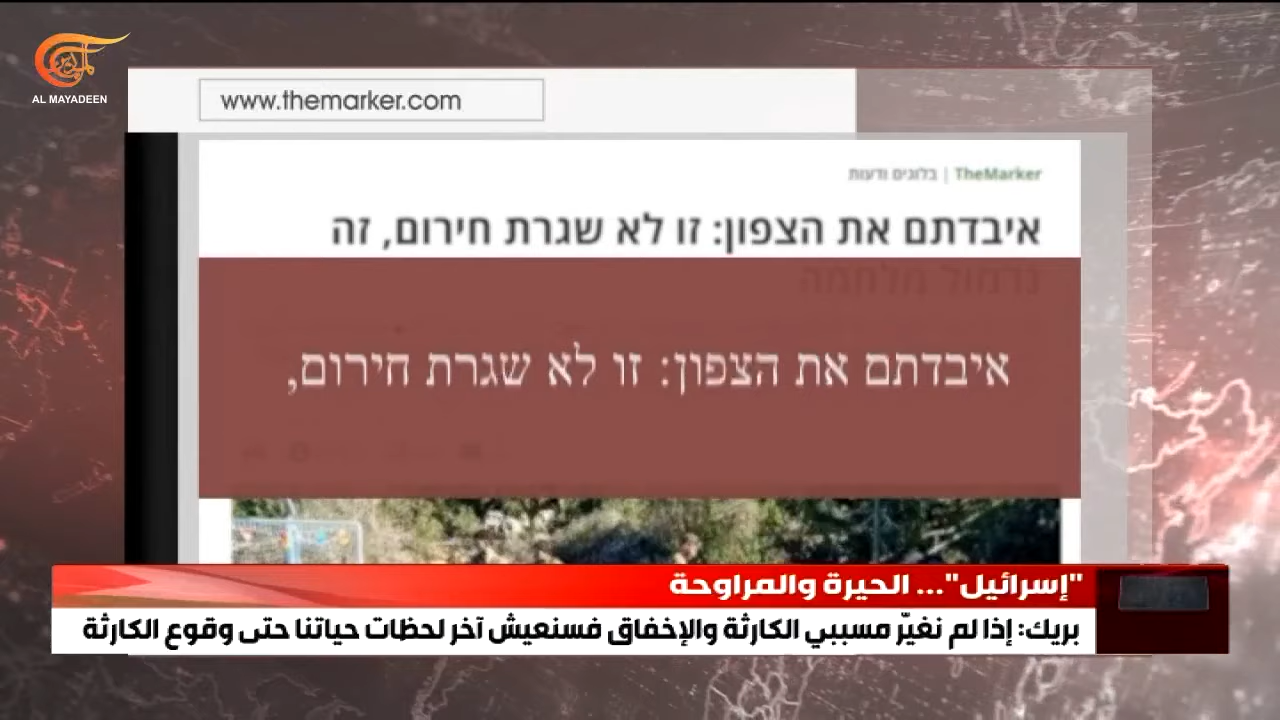 AL MAYADEEN
www.themarker.com
TheMarker | בלוגים ודעות
איבדתם את הצפון: זו לא שגרת חירום, זה
נרמול מלחמה
איבדתם את הצפון: זו לא שגרת חירום,
"إسرائيل"... الحيرة والمراوحة
بريك: إذا لم نغيّر مسببي الكارثة والإخفاق فسنعيش آخر لحظات حياتنا حتى وقوع الكارثة